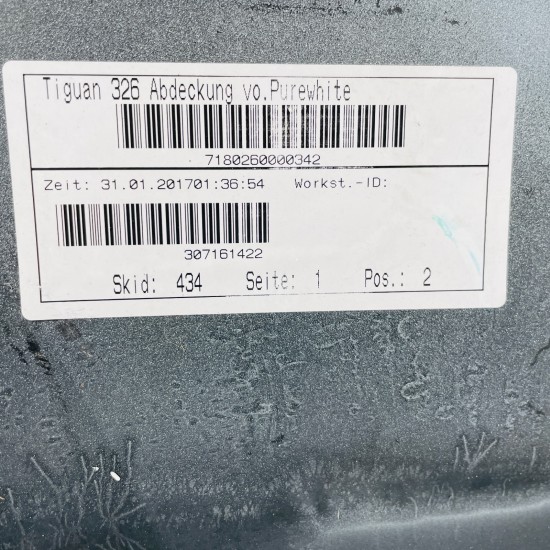 Tiguan 326 Abdeckung vo.Purewhite
7180260000342
Zeit: 31.01.201701:36:54 Workst.-ID:
307161422
Skid: 434 Seite: 1 Pos.: 2